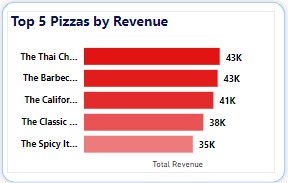 Top 5 Pizzas by Revenue
The Thai Ch... 43K
The Barbec... 43K
The Califor... 41K
The Classic ... 38K
The Spicy It... 35K
Total Revenue